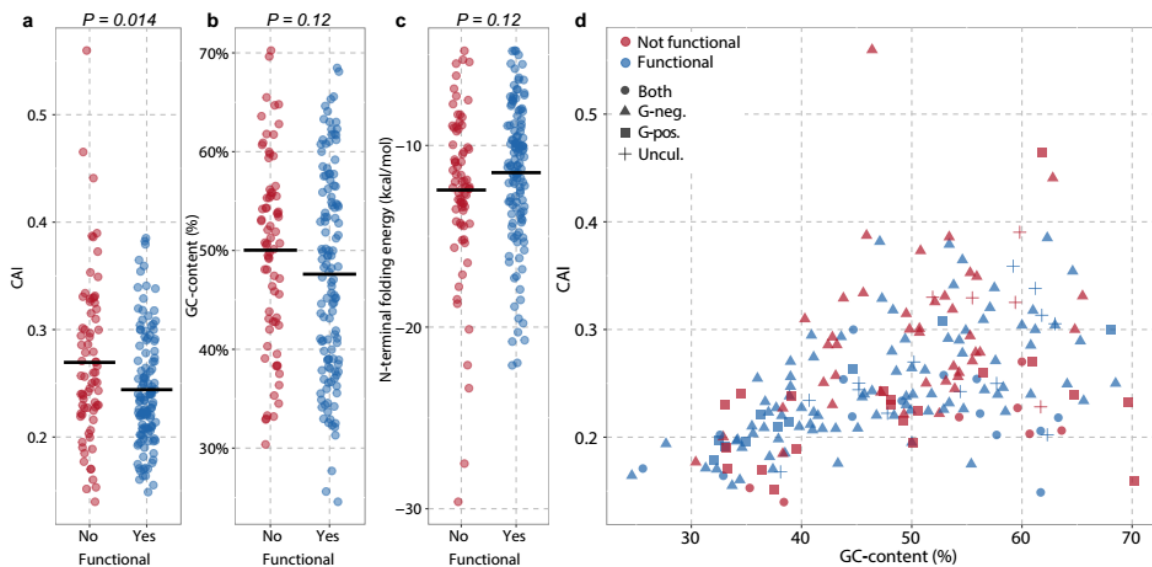 a
P = 0.014
CAI
0.5
0.4
0.3
0.2
No
Yes
Functional
b
P = 0.12
GC-content (%)
70%
60%
50%
40%
30%
No
Yes
Functional
c
P = 0.12
N-terminal folding energy (kcal/mol)
−10
−20
−30
No
Yes
Functional
d
Not functional
Functional
Both
G-neg.
G-pos.
Uncul.
CAI
0.5
0.4
0.3
0.2
30
40
50
60
70
GC-content (%)